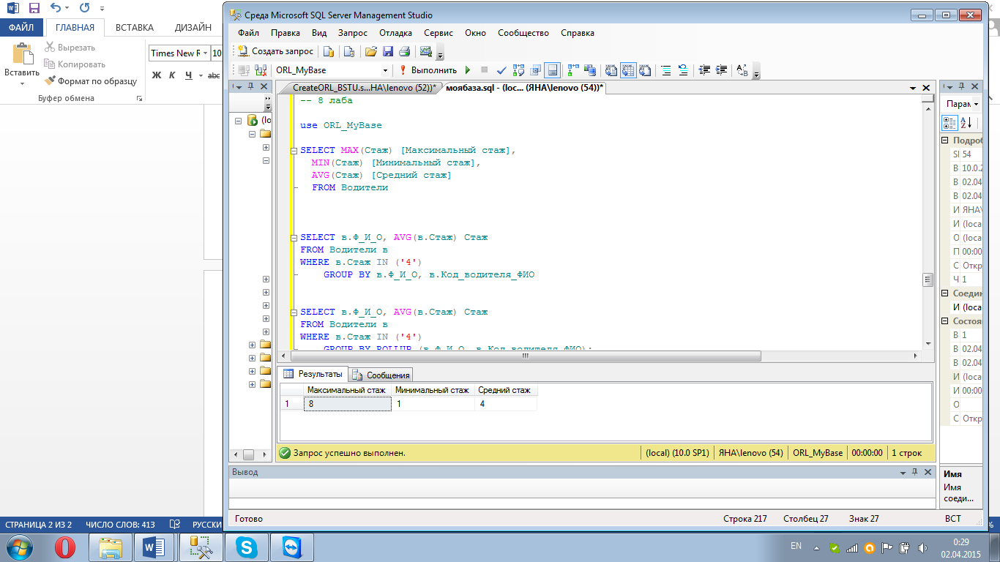 ФАЙЛ ГЛАВНАЯ ВСТАВКА ДИЗАЙН
Вставить
Вырезать
Копировать
Формат по образцу
Буфер обмена
Times New R 10
Ж К Ч abc
Среда Microsoft SQL Server Management Studio
Файл Правка Вид Запрос Отладка Сервис Окно Сообщество Справка
Создать запрос
ORL_MyBase Выполнить
CreateORL_BSTU.s...НА\lenovo (52))* моябаза.sql - (loc... (ЯНА\lenovo (54))*
-- 8 лаба
use ORL_MyBase
SELECT MAX(Стаж) [Максимальный стаж],
MIN(Стаж) [Минимальный стаж],
AVG(Стаж) [Средний стаж]
FROM Водители
SELECT в.Ф_И_О, AVG(в.Стаж) Стаж
FROM Водители в
WHERE в.Стаж IN ('4')
GROUP BY в.Ф_И_О, в.Код_водителя_ФИО
SELECT в.Ф_И_О, AVG(в.Стаж) Стаж
FROM Водители в
WHERE в.Стаж IN ('4')
GROUP BY ROLLUP (в.Ф_И_О, в.Код_водителя_ФИО);
(lo
Результаты Сообщения
Максимальный стаж Минимальный стаж Средний стаж
1 8 1 4
Запрос успешно выполнен. (local) (10.0 SP1) ЯНА\lenovo (54) ORL_MyBase 00:00:00 1 строк
Парам
Подроб
SI 54
В 10.0.2
В 02.04
В 02.04
И ЯНА\
И (loca
О (loca
П 00:00
С Откр
Ч 1
Соедин
И (loca
Состоя
В 1
В 02.04
В 02.04
И (loca
И 00:00
О
С Откр
Имя
Имя
соеди...
Вывод
Готово Строка 217 Столбец 27 Знак 27 ВСТ
СТРАНИЦА 2 ИЗ 2 ЧИСЛО СЛОВ: 413 РУССКИ %
EN 0:29
02.04.2015